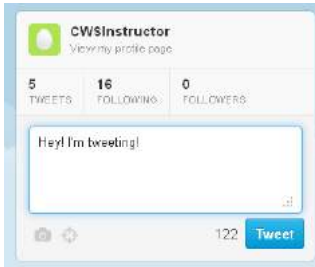 CWSInstructor
View my profile page
5 16 0
TWEETS FOLLOWING FOLLOWERS
Hey! I'm tweeting!
122 Tweet